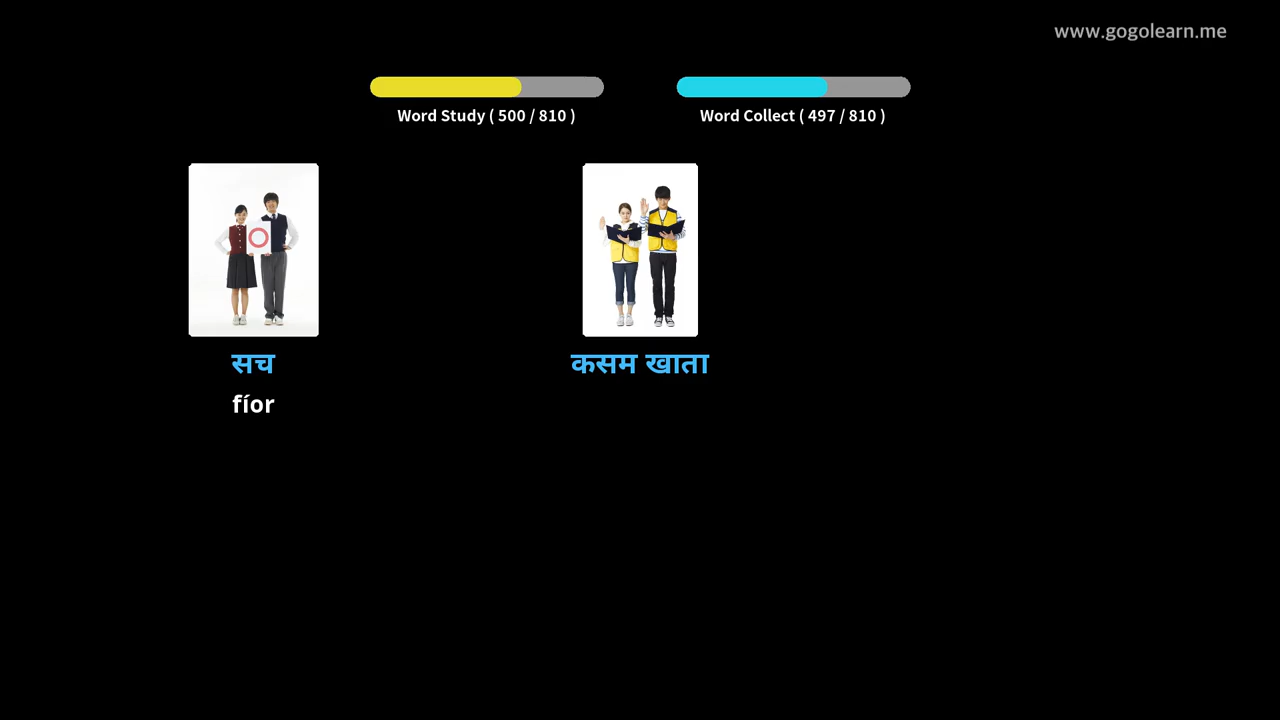 www.gogolearn.me
Word Study ( 500 / 810 )
Word Collect ( 497 / 810 )
सच
fíor
कसम खाता